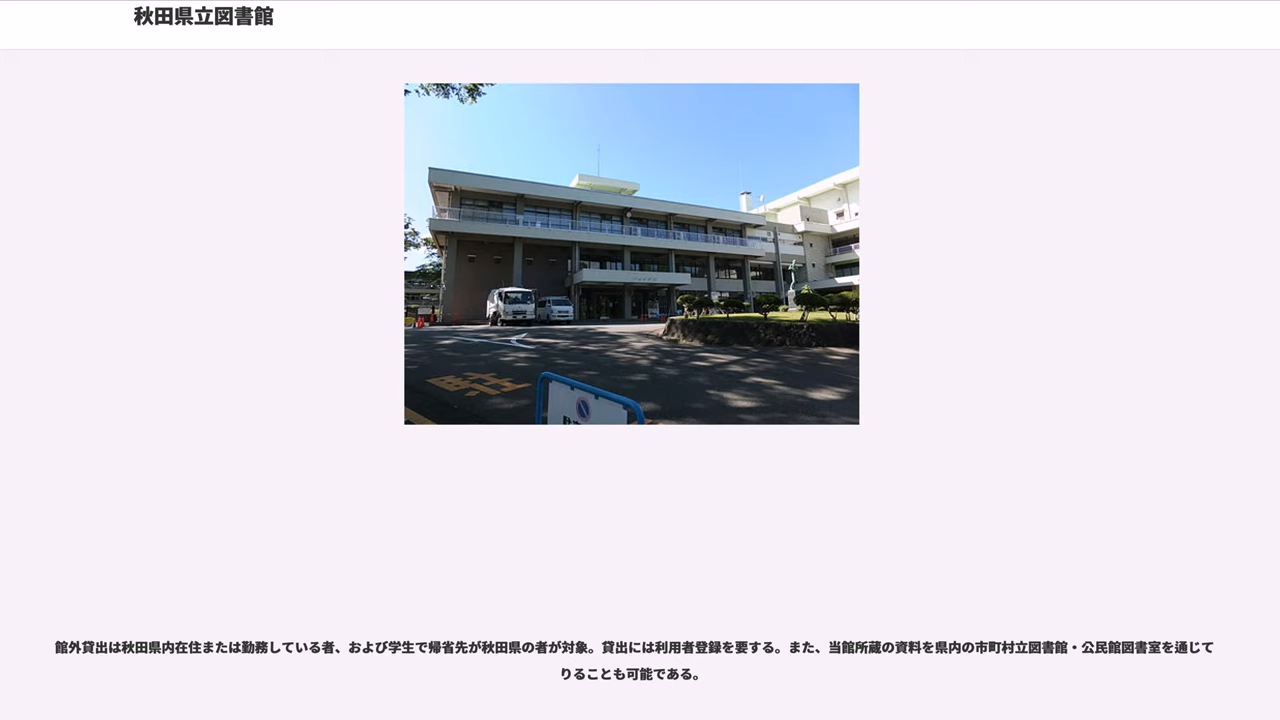 秋田県立図書館
館外貸出は秋田県内在住または勤務している者、および学生で帰省先が秋田県の者が対象。貸出には利用者登録を要する。また、当館所蔵の資料を県内の市町村立図書館・公民館図書室を通じて
りることも可能である。